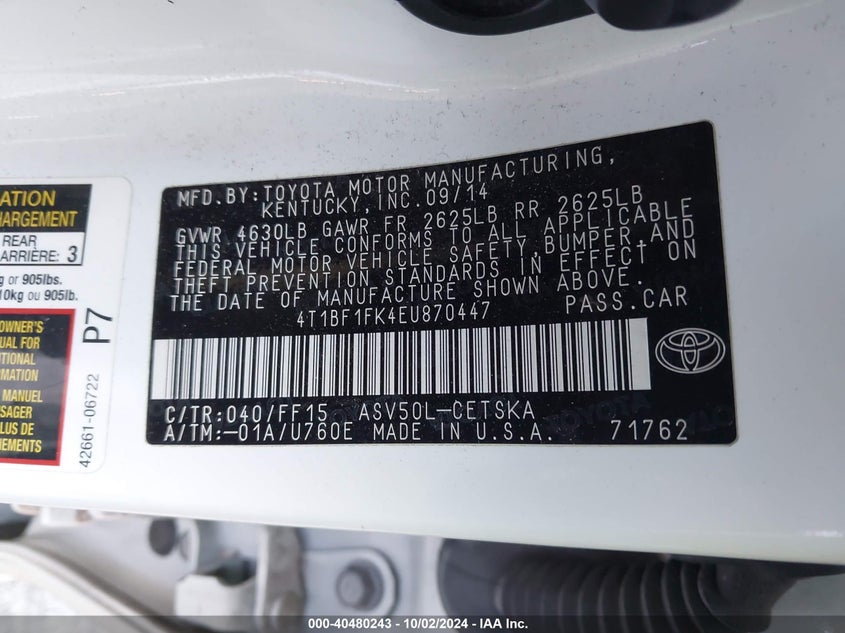 ATION
HARGEMENT
REAR
ARRIÈRE: 3
g or 905lbs.
10kg ou 905lb.
OWNER'S
UAL FOR
ITIONAL
RMATION
MANUEL
SAGER
LUS DE
NEMENTS
P7
42661-06722
MFD.BY:TOYOTA MOTOR MANUFACTURING,
KENTUCKY,INC.09/14
GVWR 4630LB GAWR FR 2625LB RR 2625LB
THIS VEHICLE CONFORMS TO ALL APPLICABLE
FEDERAL MOTOR VEHICLE SAFETY,BUMPER,AND
THEFT PREVENTION STANDARDS IN EFFECT ON
THE DATE OF MANUFACTURE SHOWN ABOVE.
4T1BF1FK4EU870447 PASS.CAR
C/TR:040/FF15 ASV50L-CETSKA
A/TM:-01A/U760E MADE IN U.S.A. 71762
000-40480243 - 10/02/2024 - IAA Inc.